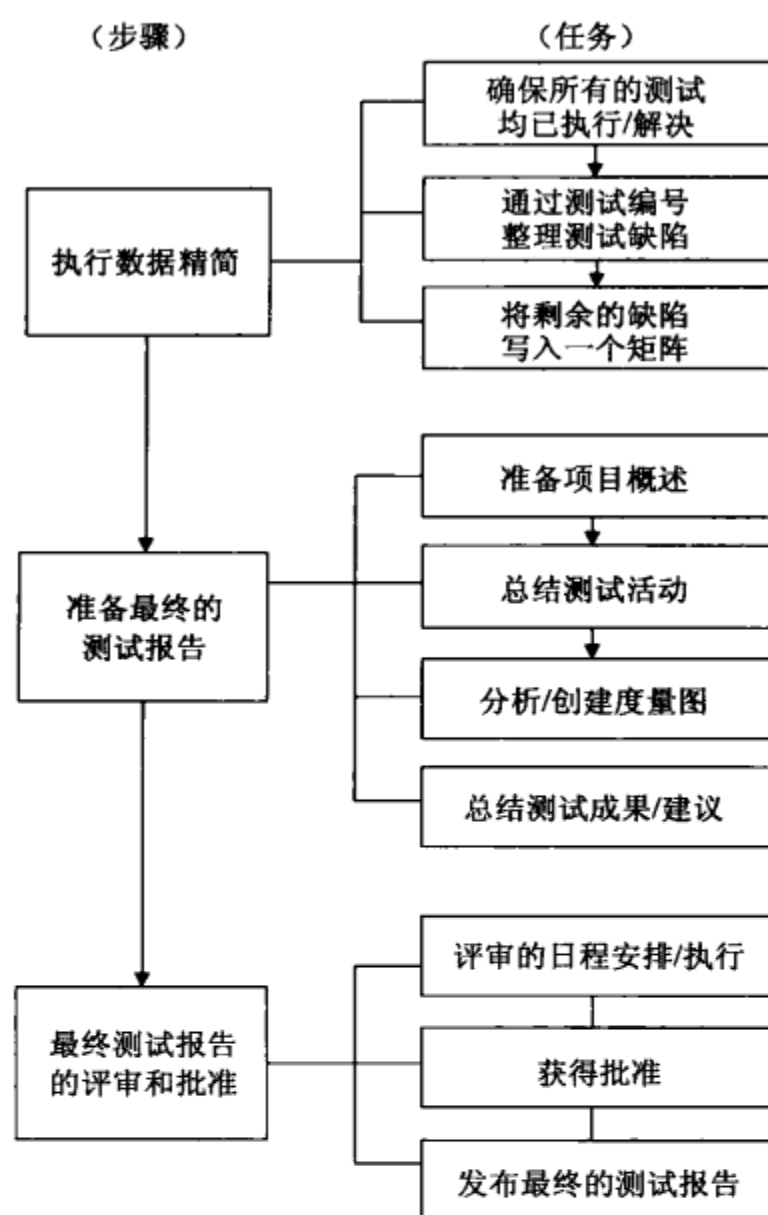 （步骤）
（任务）
确保所有的测试
均已执行/解决
通过测试编号
整理测试缺陷
执行数据精简
将剩余的缺陷
写入一个矩阵
准备项目概述
总结测试活动
准备最终的
测试报告
分析/创建度量图
总结测试成果/建议
评审的日程安排/执行
最终测试报告
的评审和批准
获得批准
发布最终的测试报告